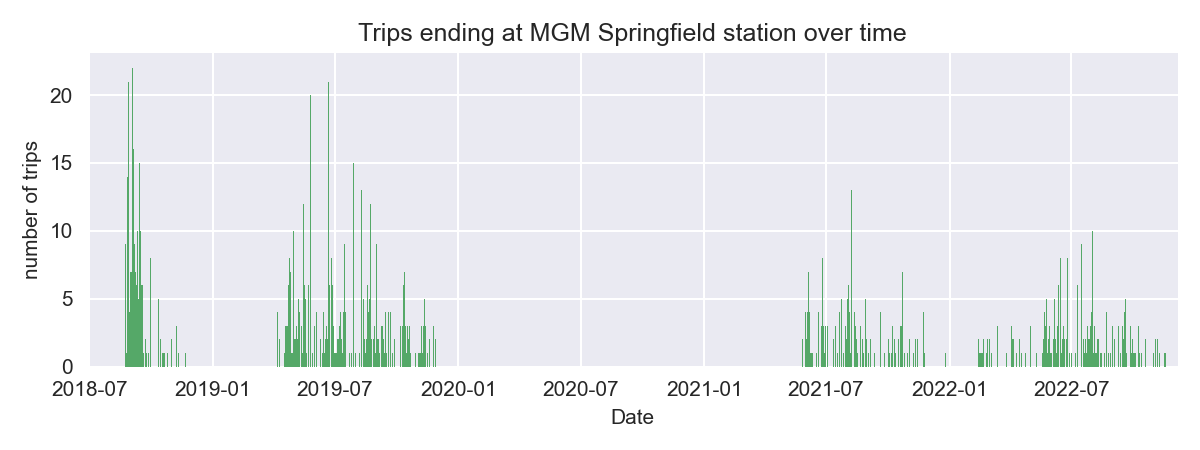 Trips ending at MGM Springfield station over time
number of trips
20
15
10
5
0
2018-07 2019-01 2019-07 2020-01 2020-07 2021-01 2021-07 2022-01 2022-07
Date